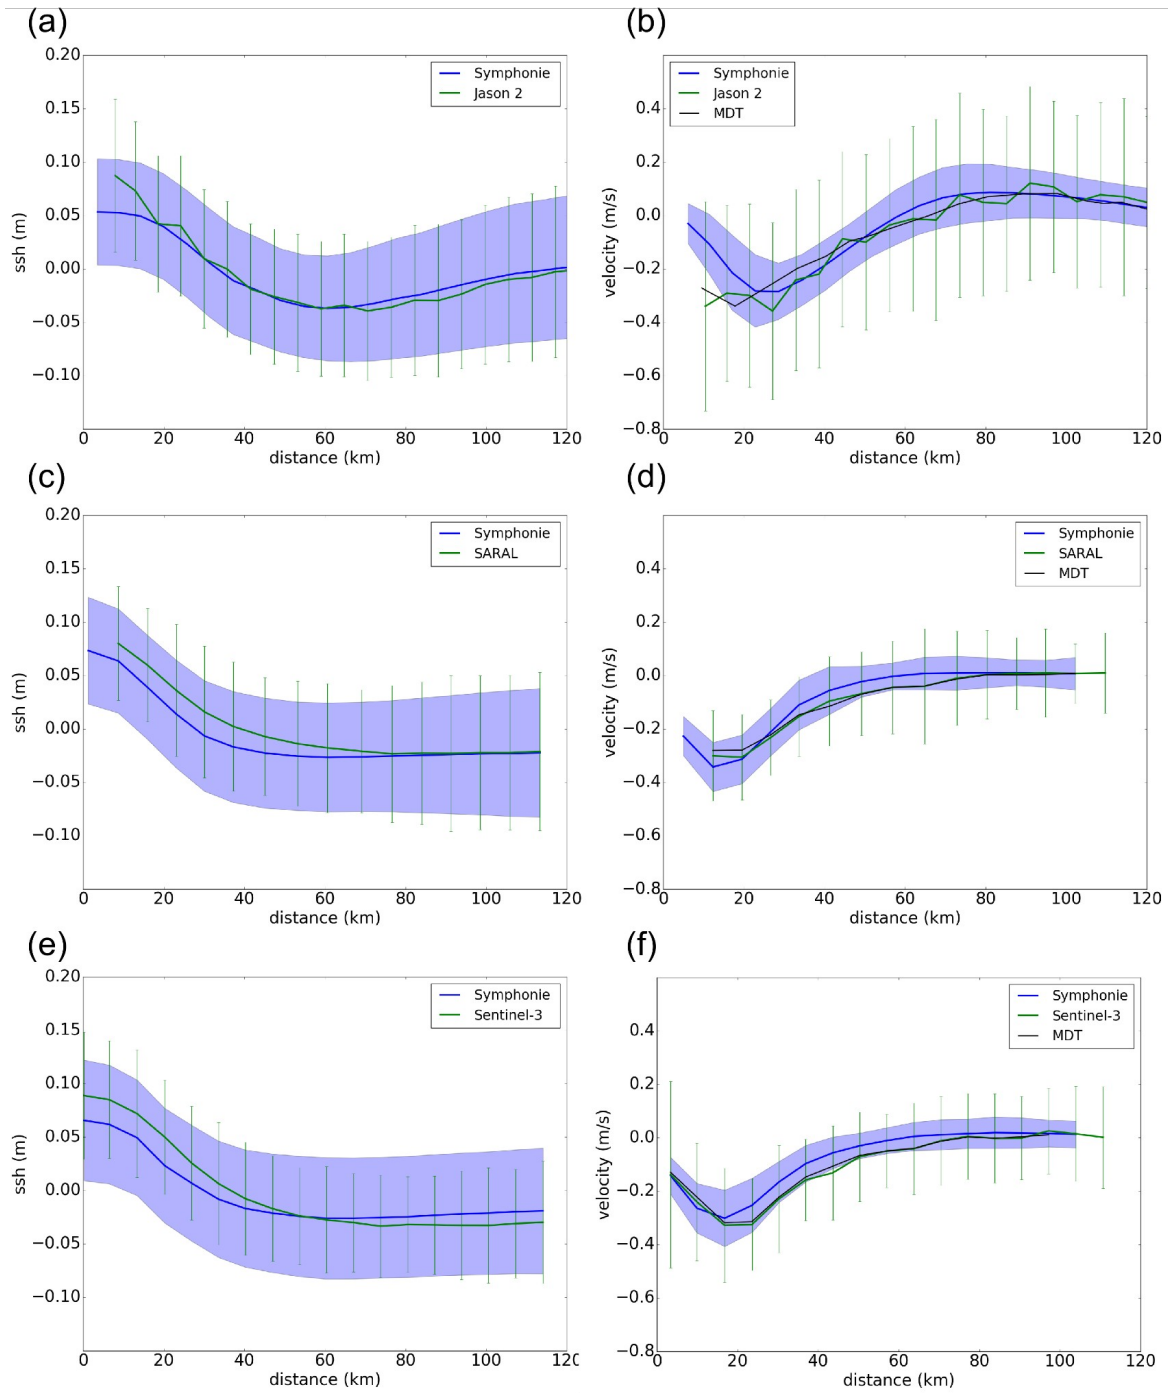 (a)
0.20
0.15
0.10
0.05
0.00
−0.05
−0.10
ssh (m)
Symphonie
Jason 2
0 20 40 60 80 100 120
distance (km)
(b)
0.4
0.2
0.0
−0.2
−0.4
−0.6
−0.8
velocity (m/s)
Symphonie
Jason 2
MDT
0 20 40 60 80 100 120
distance (km)
(c)
0.20
0.15
0.10
0.05
0.00
−0.05
−0.10
ssh (m)
Symphonie
SARAL
0 20 40 60 80 100 120
distance (km)
(d)
0.4
0.2
0.0
−0.2
−0.4
−0.6
−0.8
velocity (m/s)
Symphonie
SARAL
MDT
0 20 40 60 80 100 120
distance (km)
(e)
0.20
0.15
0.10
0.05
0.00
−0.05
−0.10
ssh (m)
Symphonie
Sentinel-3
0 20 40 60 80 100
distance (km)
(f)
0.4
0.2
0.0
−0.2
−0.4
−0.6
−0.8
velocity (m/s)
Symphonie
Sentinel-3
MDT
0 20 40 60 80 100 120
distance (km)